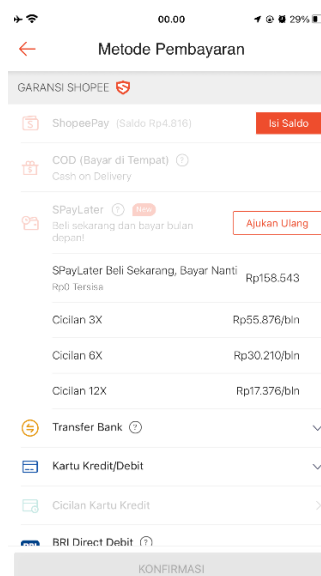 00.00
29%
Metode Pembayaran
GARANSI SHOPEE
ShopeePay (Saldo Rp4.816)
Isi Saldo
COD (Bayar di Tempat) ?
Cash on Delivery
SPayLater ? New
Beli sekarang dan bayar bulan
depan!
Ajukan Ulang
SPayLater Beli Sekarang, Bayar Nanti
Rp158.543
Rp0 Tersisa
Cicilan 3X Rp55.876/bln
Cicilan 6X Rp30.210/bln
Cicilan 12X Rp17.376/bln
Transfer Bank ?
Kartu Kredit/Debit
Cicilan Kartu Kredit
BRI Direct Debit ?
KONFIRMASI